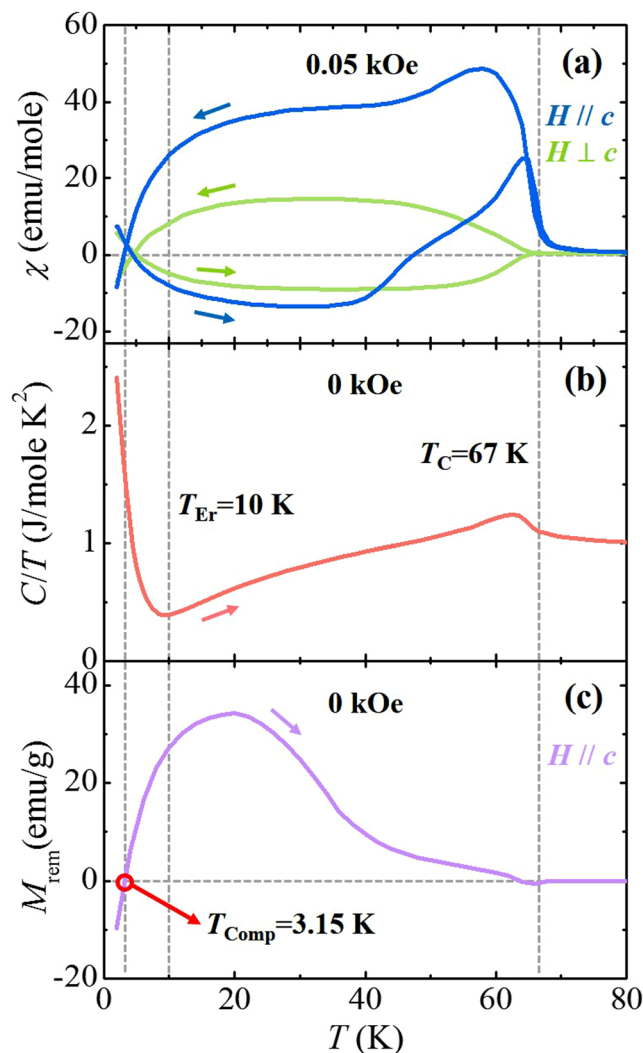 60
40
20
0
-20
χ (emu/mole)
0.05 kOe
(a)
H // c
H ⊥ c
2
1
0
C/T (J/mole K²)
0 kOe
(b)
T_C=67 K
T_Er=10 K
40
20
0
-20
M_rem(emu/g)
0 kOe
(c)
H // c
T_Comp=3.15 K
0 20 40 60 80
T (K)